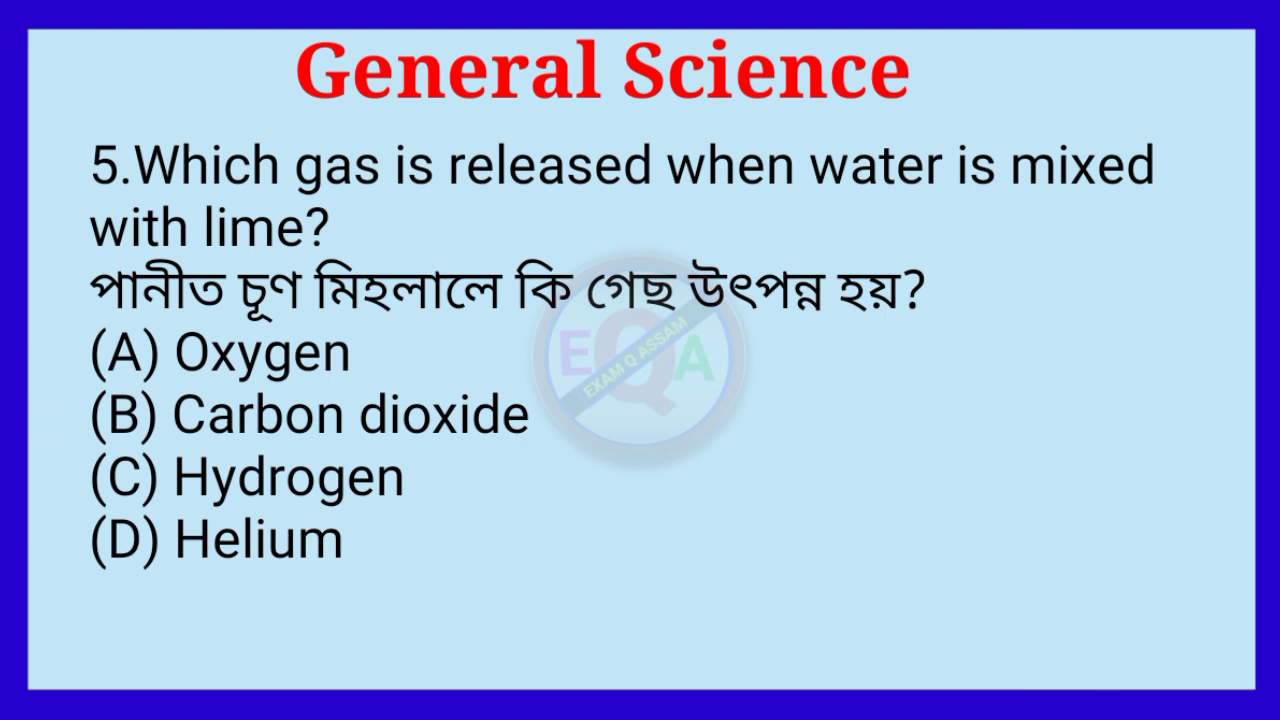 General Science
5.Which gas is released when water is mixed
with lime?
পানীত চূণ মিহলালে কি গেছ উৎপন্ন হয়?
(A) Oxygen
(B) Carbon dioxide
(C) Hydrogen
(D) Helium
EQA
EXAM Q ASSAM